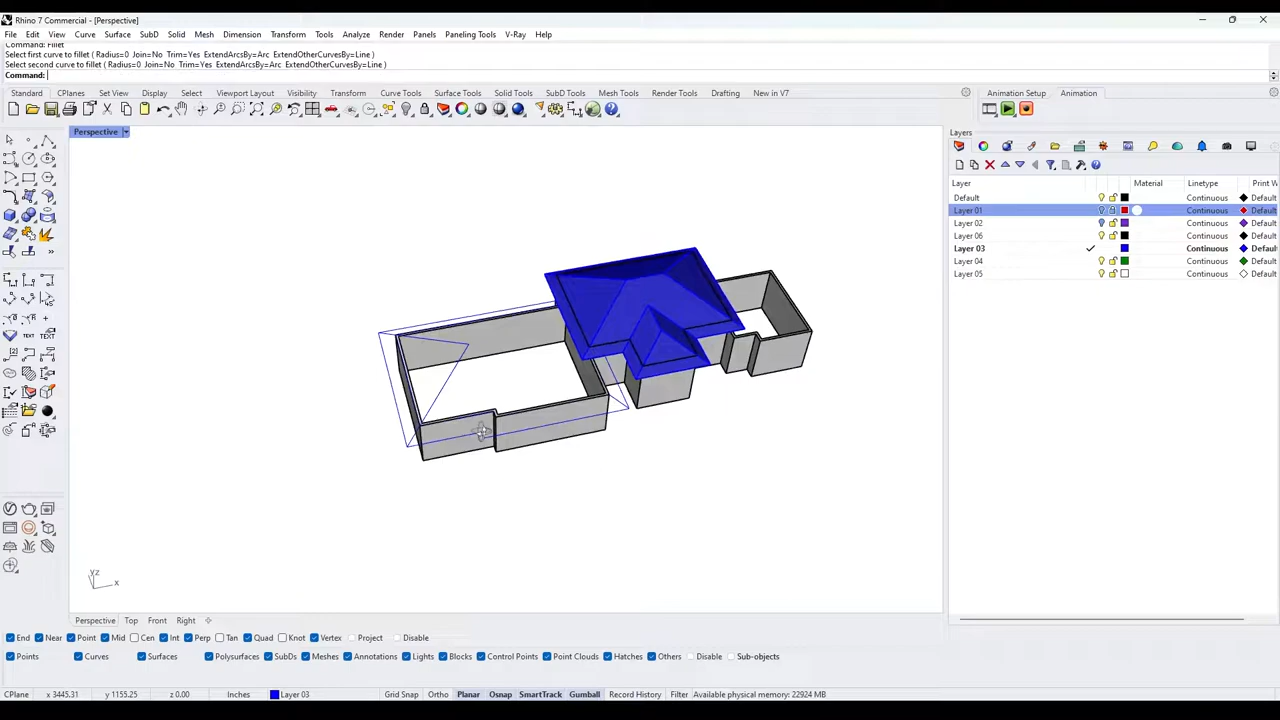 Rhino 7 Commercial - [Perspective]
File Edit View Curve Surface SubD Solid Mesh Dimension Transform Tools Analyze Render Panels Paneling Tools V-Ray Help
Command: Fillet
Select first curve to fillet ( Radius=0 Join=No Trim=Yes ExtendArcsBy=Arc ExtendOtherCurvesBy=Line )
Select second curve to fillet ( Radius=0 Join=No Trim=Yes ExtendArcsBy=Arc ExtendOtherCurvesBy=Line )
Command:
Standard CPlanes Set View Display Select Viewport Layout Visibility Transform Curve Tools Surface Tools Solid Tools SubD Tools Mesh Tools Render Tools Drafting New in V7
Animation Setup Animation
Perspective
Layers
Layer Material Linetype Print W
Default Continuous Default
Layer 01 Continuous Default
Layer 02 Continuous Default
Layer 06 Continuous Default
Layer 03 Continuous Default
Layer 04 Continuous Default
Layer 05 Continuous Default
TEXT TEXT
yz
x
Perspective Top Front Right
End Near Point Mid Cen Int Perp Tan Quad Knot Vertex Project Disable
Points Curves Surfaces Polysurfaces SubDs Meshes Annotations Lights Blocks Control Points Point Clouds Hatches Others Disable Sub-objects
CPlane x 3445.31 y 1155.25 z 0.00 Inches Layer 03 Grid Snap Ortho Planar Osnap SmartTrack Gumball Record History Filter Available physical memory: 22924 MB